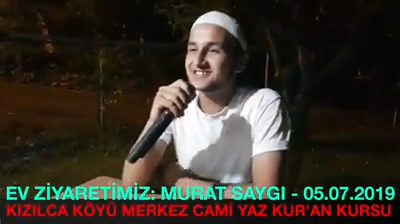 EV ZİYARETİMİZ: MURAT SAYGI - 05.07.2019
KIZILCA KÖYÜ MERKEZ CAMİ YAZ KUR'AN KURSU